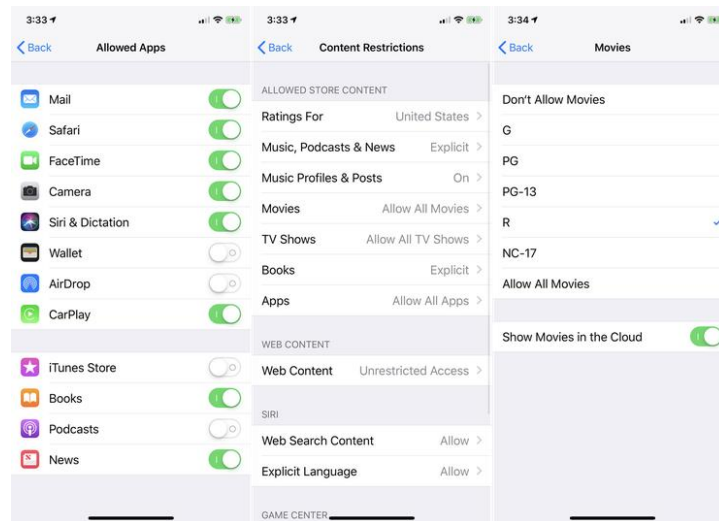 3:33
Back
Allowed Apps
Mail
Safari
FaceTime
Camera
Siri & Dictation
Wallet
AirDrop
CarPlay
iTunes Store
Books
Podcasts
News
3:33
Back
Content Restrictions
ALLOWED STORE CONTENT
Ratings For United States
Music, Podcasts & News Explicit
Music Profiles & Posts On
Movies Allow All Movies
TV Shows Allow All TV Shows
Books Explicit
Apps Allow All Apps
WEB CONTENT
Web Content Unrestricted Access
SIRI
Web Search Content Allow
Explicit Language Allow
GAME CENTER
3:34
Back
Movies
Don't Allow Movies
G
PG
PG-13
R
NC-17
Allow All Movies
Show Movies in the Cloud